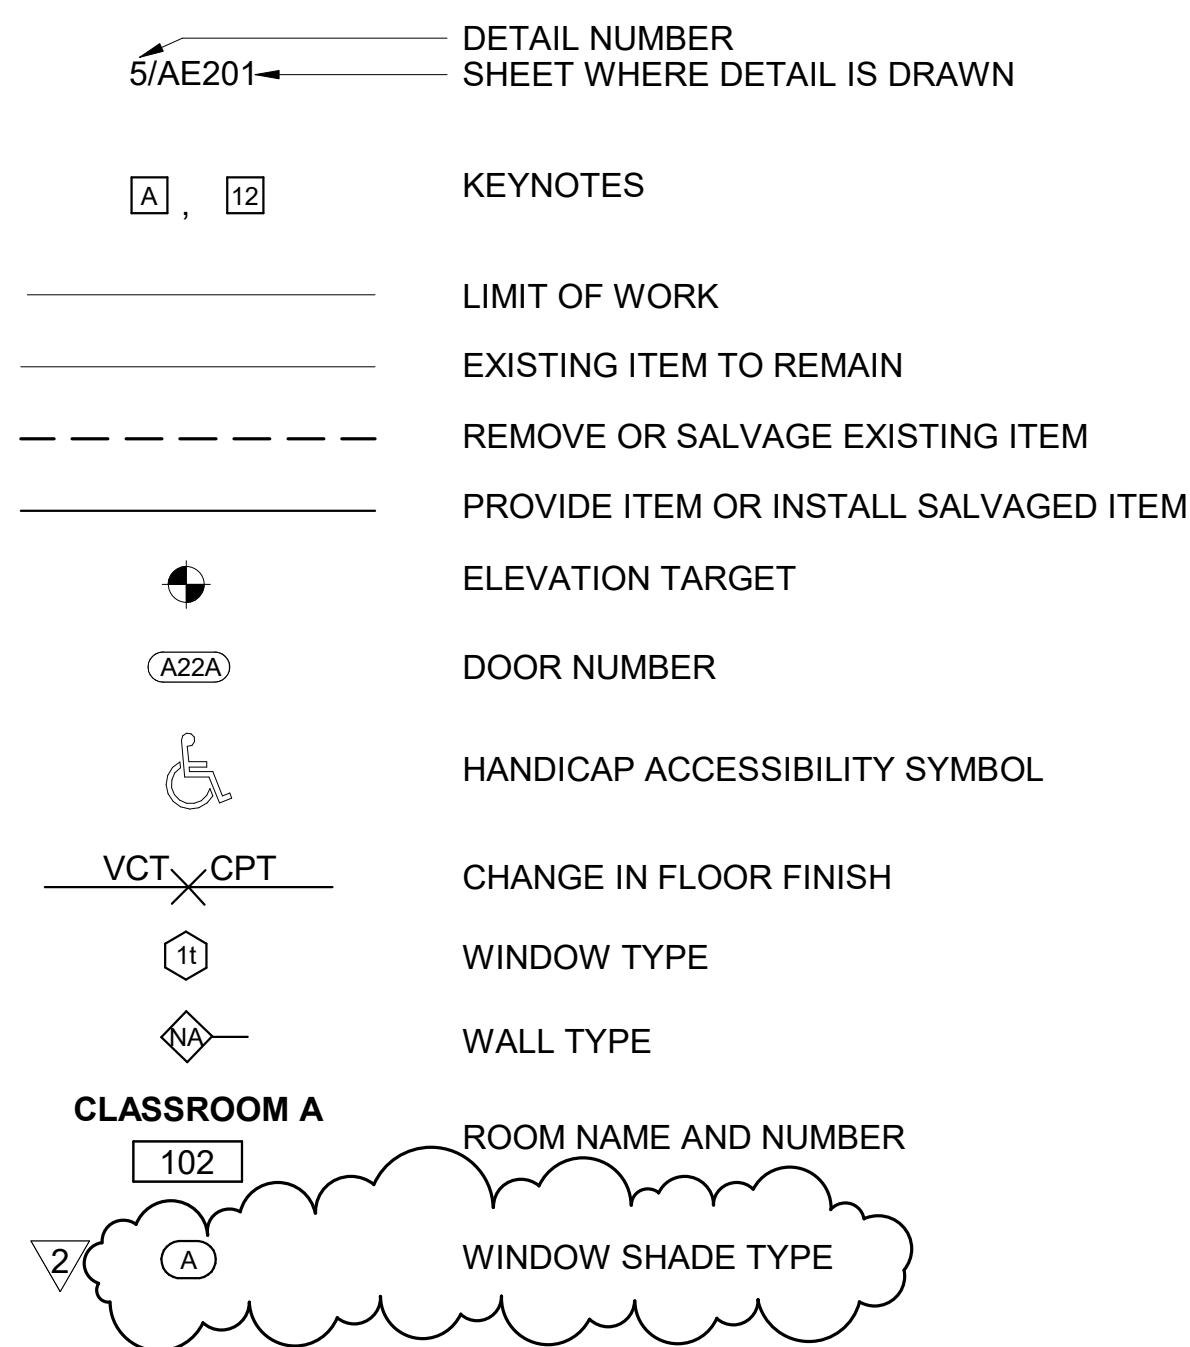 DETAIL NUMBER
5/AE201 SHEET WHERE DETAIL IS DRAWN
A , 12 KEYNOTES
LIMIT OF WORK
EXISTING ITEM TO REMAIN
REMOVE OR SALVAGE EXISTING ITEM
PROVIDE ITEM OR INSTALL SALVAGED ITEM
ELEVATION TARGET
A22A DOOR NUMBER
HANDICAP ACCESSIBILITY SYMBOL
VCT CPT CHANGE IN FLOOR FINISH
1t WINDOW TYPE
NA WALL TYPE
CLASSROOM A
102 ROOM NAME AND NUMBER
2 A WINDOW SHADE TYPE